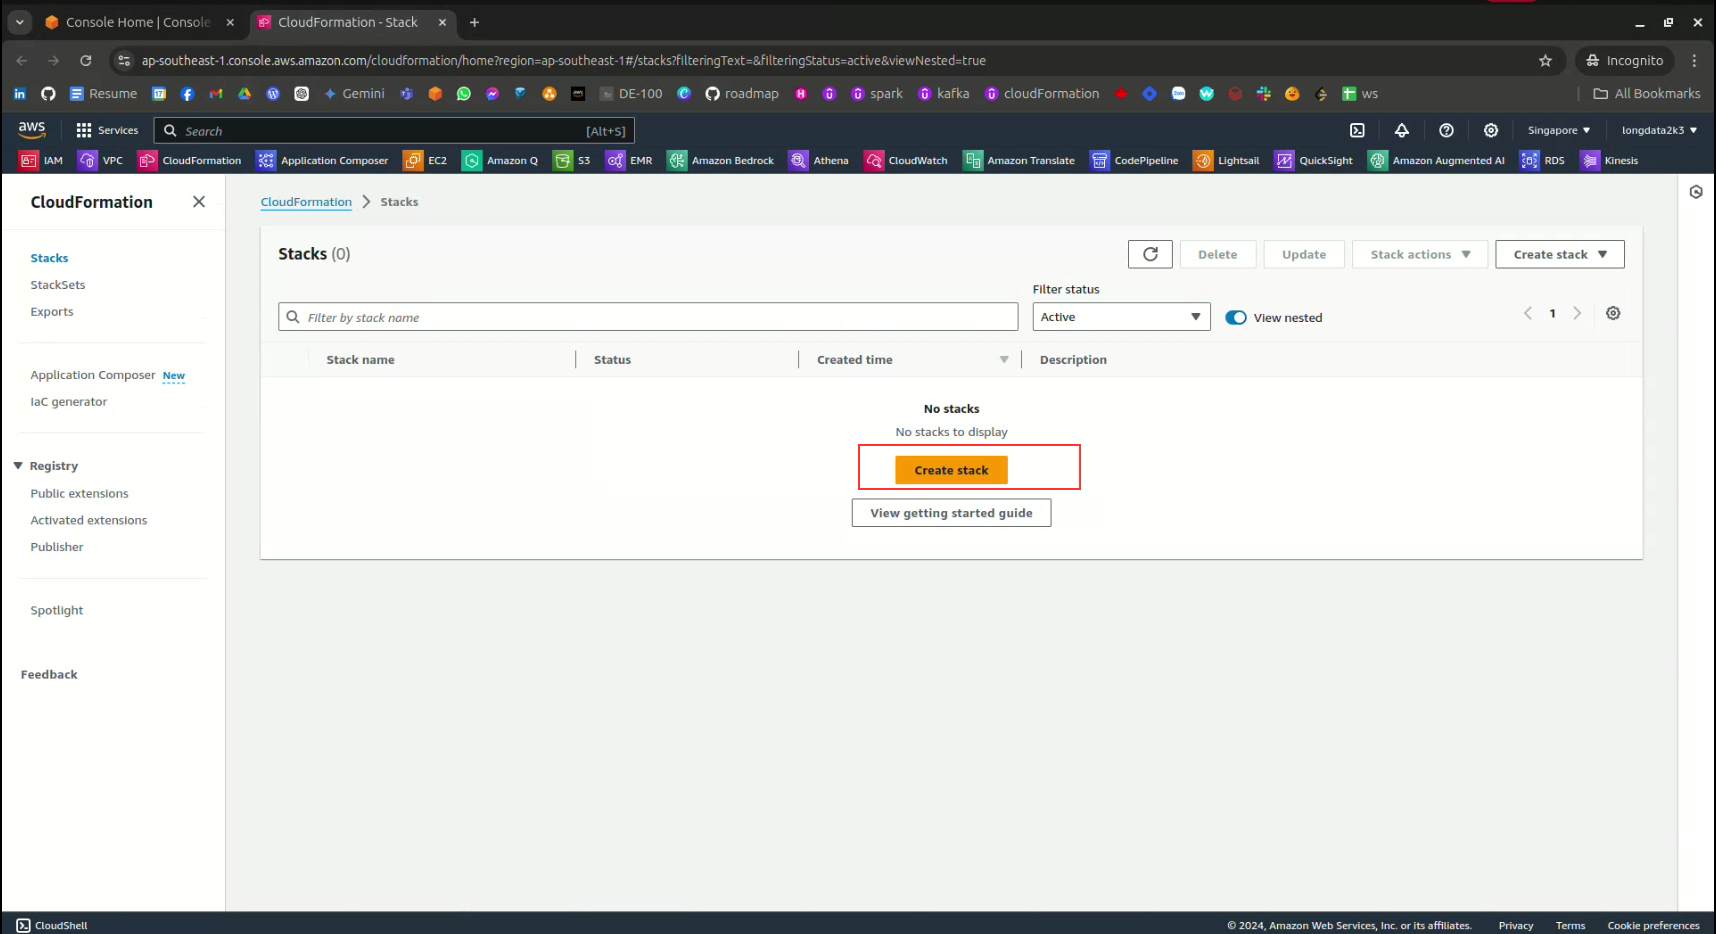 Console Home | Console
CloudFormation - Stack
ap-southeast-1.console.aws.amazon.com/cloudformation/home?region=ap-southeast-1#/stacks?filteringText=&filteringStatus=active&viewNested=true
Incognito
Resume
Gemini
DE-100
roadmap
spark
kafka
cloudFormation
ws
All Bookmarks
aws
Services
Search
[Alt+S]
Singapore
longdata2k3
IAM
VPC
CloudFormation
Application Composer
EC2
Amazon Q
S3
EMR
Amazon Bedrock
Athena
CloudWatch
Amazon Translate
CodePipeline
Lightsail
QuickSight
Amazon Augmented AI
RDS
Kinesis
CloudFormation
Stacks
StackSets
Exports
Application Composer New
IaC generator
Registry
Public extensions
Activated extensions
Publisher
Spotlight
Feedback
CloudFormation > Stacks
Stacks (0)
Delete
Update
Stack actions
Create stack
Filter by stack name
Filter status
Active
View nested
1
Stack name
Status
Created time
Description
No stacks
No stacks to display
Create stack
View getting started guide
CloudShell
© 2024, Amazon Web Services, Inc. or its affiliates.
Privacy
Terms
Cookie preferences